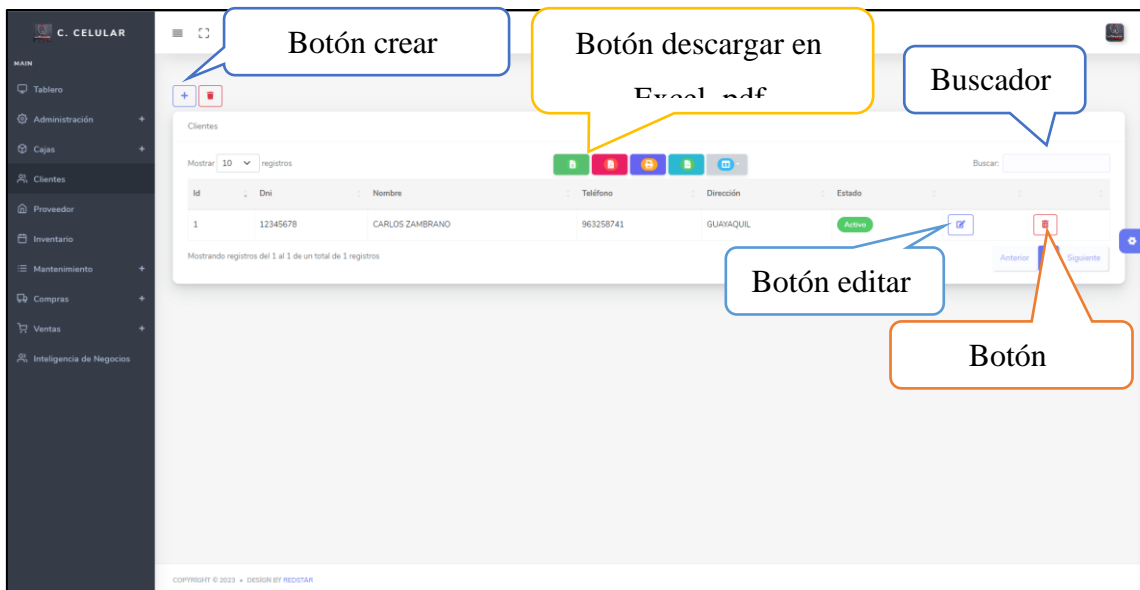 C. CELULAR
Botón crear
Botón descargar en
Excel, pdf
Buscador
MAIN
Tablero
Administración +
Cajas +
Clientes
Proveedor
Inventario
Mantenimiento +
Compras +
Ventas +
Inteligencia de Negocios
+
Clientes
Mostrar 10 registros
Buscar:
Id Dni Nombre Teléfono Dirección Estado
1 12345678 CARLOS ZAMBRANO 963258741 GUAYAQUIL Activo
Mostrando registros del 1 al 1 de un total de 1 registros
Anterior Siguiente
Botón editar
Botón
COPYRIGHT © 2023 • DESIGN BY REDSTAR